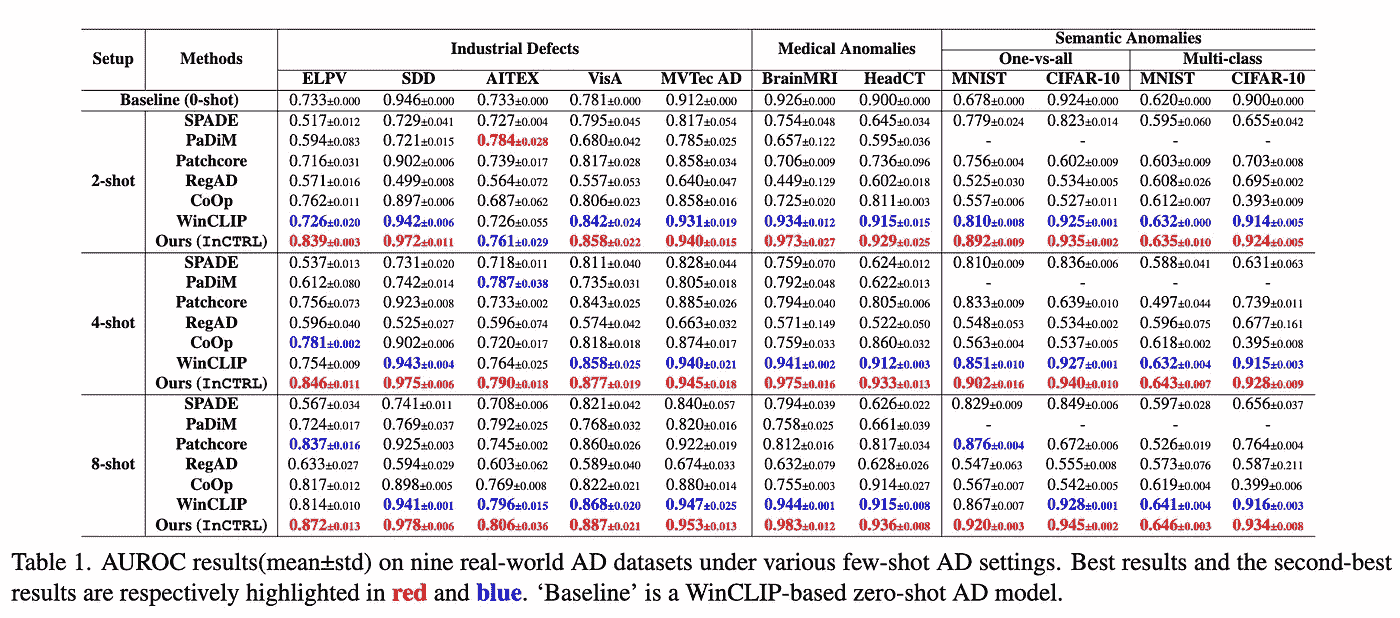 Setup Methods Industrial Defects Medical Anomalies Semantic Anomalies
One-vs-all Multi-class
ELPV SDD AITEX VisA MVTec AD BrainMRI HeadCT MNIST CIFAR-10 MNIST CIFAR-10
Baseline (0-shot) 0.733±0.000 0.946±0.000 0.733±0.000 0.781±0.000 0.912±0.000 0.926±0.000 0.900±0.000 0.678±0.000 0.924±0.000 0.620±0.000 0.900±0.000
2-shot
SPADE 0.517±0.012 0.729±0.041 0.727±0.004 0.795±0.045 0.817±0.054 0.754±0.048 0.645±0.034 0.779±0.024 0.823±0.014 0.595±0.060 0.655±0.042
PaDiM 0.594±0.083 0.721±0.015 0.784±0.028 0.680±0.042 0.785±0.025 0.657±0.122 0.595±0.036 - - - -
Patchcore 0.716±0.031 0.902±0.006 0.739±0.017 0.817±0.028 0.858±0.034 0.706±0.009 0.736±0.096 0.756±0.004 0.602±0.009 0.603±0.009 0.703±0.008
RegAD 0.571±0.016 0.499±0.008 0.564±0.072 0.557±0.053 0.640±0.047 0.449±0.129 0.602±0.018 0.525±0.030 0.534±0.005 0.608±0.026 0.695±0.002
CoOp 0.762±0.011 0.897±0.006 0.687±0.062 0.806±0.023 0.858±0.016 0.725±0.020 0.811±0.003 0.557±0.006 0.527±0.011 0.612±0.007 0.393±0.009
WinCLIP 0.726±0.020 0.942±0.006 0.726±0.055 0.842±0.024 0.931±0.019 0.934±0.012 0.915±0.015 0.810±0.008 0.925±0.001 0.632±0.000 0.914±0.005
Ours (InCTRL) 0.839±0.003 0.972±0.011 0.761±0.029 0.858±0.022 0.940±0.015 0.973±0.027 0.929±0.025 0.892±0.009 0.935±0.002 0.635±0.010 0.924±0.005
4-shot
SPADE 0.537±0.013 0.731±0.020 0.718±0.011 0.811±0.040 0.828±0.044 0.759±0.070 0.624±0.012 0.810±0.009 0.836±0.006 0.588±0.041 0.631±0.063
PaDiM 0.612±0.080 0.742±0.014 0.787±0.038 0.735±0.031 0.805±0.018 0.792±0.048 0.622±0.013 - - - -
Patchcore 0.756±0.073 0.923±0.008 0.733±0.002 0.843±0.025 0.885±0.026 0.794±0.040 0.805±0.006 0.833±0.009 0.639±0.010 0.497±0.044 0.739±0.011
RegAD 0.596±0.040 0.525±0.027 0.596±0.074 0.574±0.042 0.663±0.032 0.571±0.149 0.522±0.050 0.548±0.053 0.534±0.002 0.596±0.075 0.677±0.161
CoOp 0.781±0.002 0.902±0.006 0.720±0.017 0.818±0.018 0.874±0.017 0.759±0.033 0.860±0.032 0.563±0.004 0.537±0.005 0.618±0.002 0.395±0.008
WinCLIP 0.754±0.009 0.943±0.004 0.764±0.025 0.858±0.025 0.940±0.021 0.941±0.002 0.912±0.003 0.851±0.010 0.927±0.001 0.632±0.004 0.915±0.003
Ours (InCTRL) 0.846±0.011 0.975±0.006 0.790±0.018 0.877±0.019 0.945±0.018 0.975±0.016 0.933±0.013 0.902±0.016 0.940±0.010 0.643±0.007 0.928±0.009
8-shot
SPADE 0.567±0.034 0.741±0.011 0.708±0.006 0.821±0.042 0.840±0.057 0.794±0.039 0.626±0.022 0.829±0.009 0.849±0.006 0.597±0.028 0.656±0.037
PaDiM 0.724±0.017 0.769±0.037 0.792±0.025 0.768±0.032 0.820±0.016 0.758±0.025 0.661±0.039 - - - -
Patchcore 0.837±0.016 0.925±0.003 0.745±0.002 0.860±0.026 0.922±0.019 0.812±0.016 0.817±0.034 0.876±0.004 0.672±0.006 0.526±0.019 0.764±0.004
RegAD 0.633±0.027 0.594±0.029 0.603±0.062 0.589±0.040 0.674±0.033 0.632±0.079 0.628±0.026 0.547±0.063 0.555±0.008 0.573±0.076 0.587±0.211
CoOp 0.817±0.012 0.898±0.005 0.769±0.008 0.822±0.021 0.880±0.014 0.755±0.003 0.914±0.027 0.567±0.007 0.542±0.005 0.619±0.004 0.399±0.006
WinCLIP 0.814±0.010 0.941±0.001 0.796±0.015 0.868±0.020 0.947±0.025 0.944±0.001 0.915±0.008 0.867±0.007 0.928±0.001 0.641±0.004 0.916±0.003
Ours (InCTRL) 0.872±0.013 0.978±0.006 0.806±0.036 0.887±0.021 0.953±0.013 0.983±0.012 0.936±0.008 0.920±0.003 0.945±0.002 0.646±0.003 0.934±0.008
Table 1. AUROC results(mean±std) on nine real-world AD datasets under various few-shot AD settings. Best results and the second-best
results are respectively highlighted in red and blue. ‘Baseline’ is a WinCLIP-based zero-shot AD model.